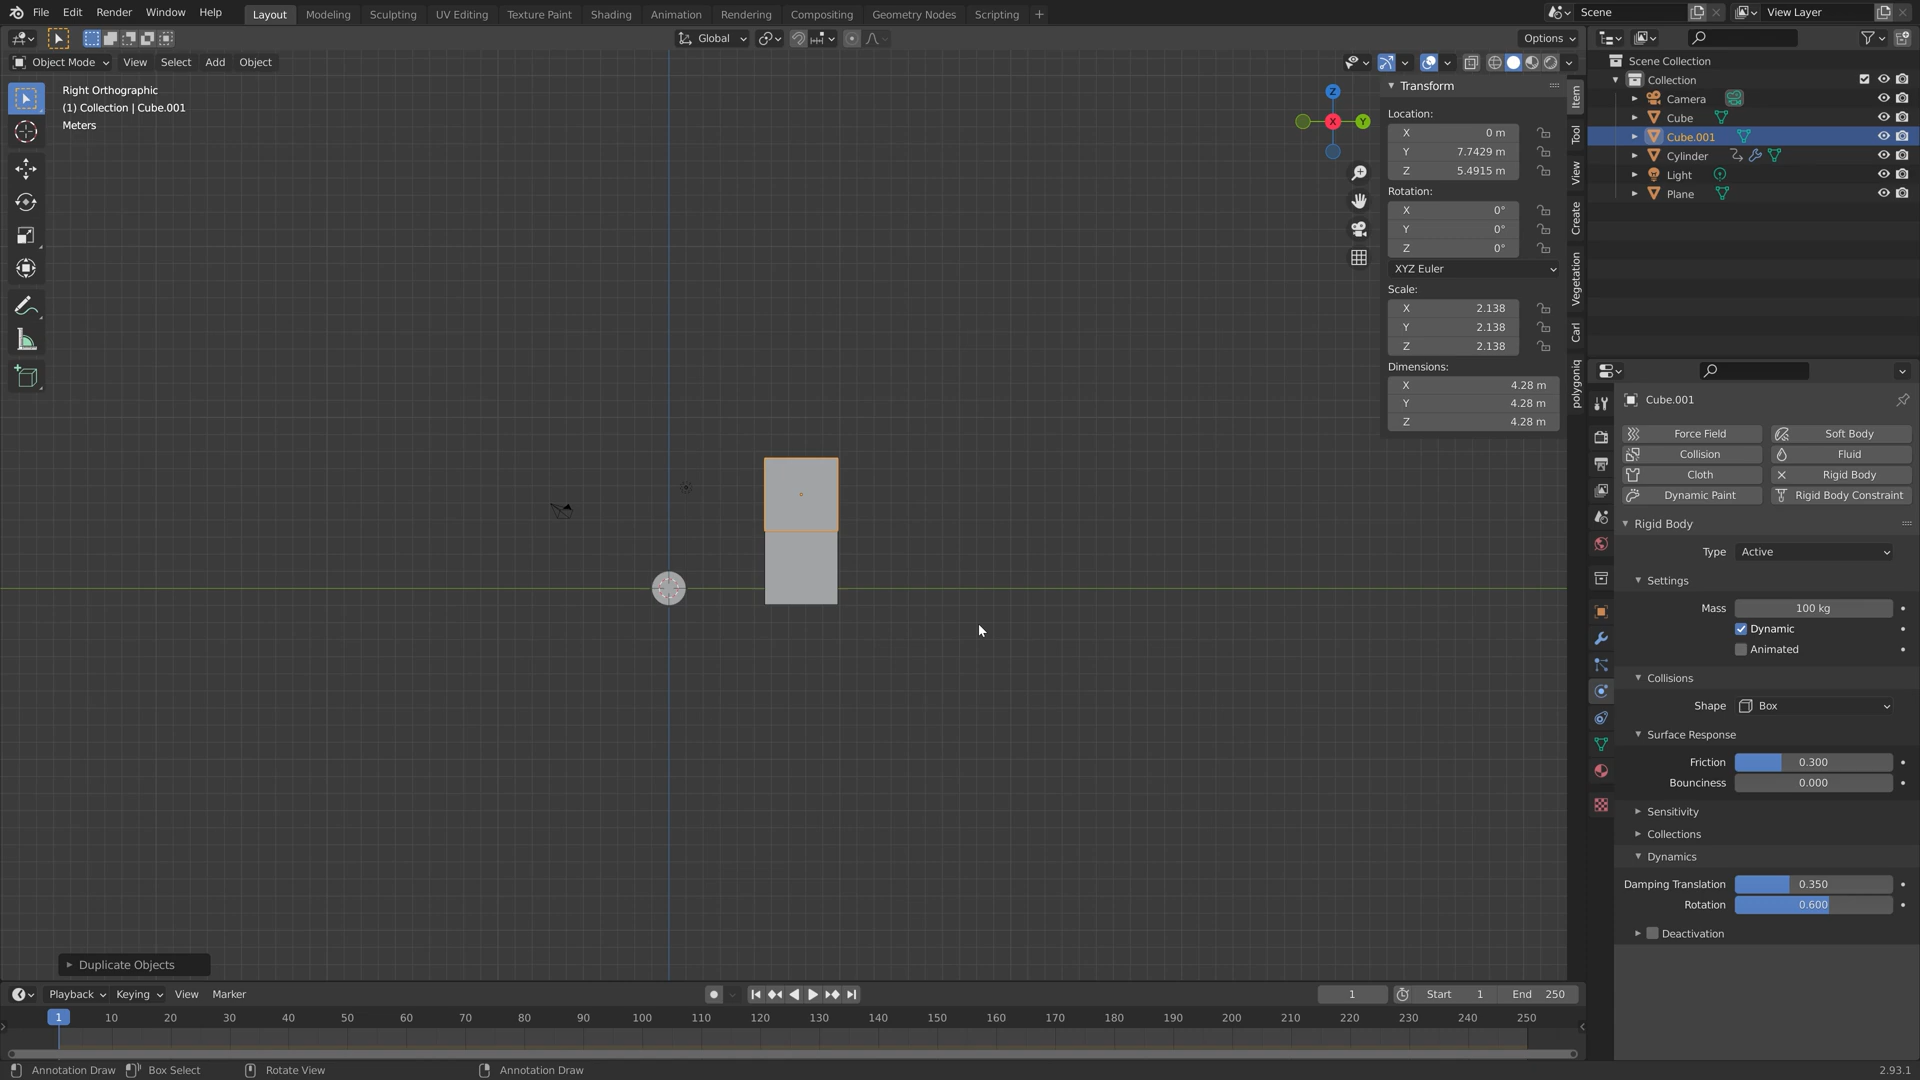 File Edit Render Window Help Layout Modeling Sculpting UV Editing Texture Paint Shading Animation Rendering Compositing Geometry Nodes Scripting + Scene View Layer
Global Options
Object Mode View Select Add Object
Right Orthographic
(1) Collection | Cube.001
Meters
Z
X
Y
Transform
Location:
X 0 m
Y 7.7429 m
Z 5.4915 m
Rotation:
X 0°
Y 0°
Z 0°
XYZ Euler
Scale:
X 2.138
Y 2.138
Z 2.138
Dimensions:
X 4.28 m
Y 4.28 m
Z 4.28 m
Item
Tool
View
Create
Vegetation
Carl
polygoniq
Scene Collection
Collection
Camera
Cube
Cube.001
Cylinder
Light
Plane
Cube.001
Force Field Soft Body
Collision Fluid
Cloth Rigid Body
Dynamic Paint Rigid Body Constraint
Rigid Body
Type Active
Settings
Mass 100 kg
Dynamic
Animated
Collisions
Shape Box
Surface Response
Friction 0.300
Bounciness 0.000
Sensitivity
Collections
Dynamics
Damping Translation 0.350
Rotation 0.600
Deactivation
Duplicate Objects
Playback Keying View Marker 1 Start 1 End 250
1 10 20 30 40 50 60 70 80 90 100 110 120 130 140 150 160 170 180 190 200 210 220 230 240 250
Annotation Draw Box Select Rotate View Annotation Draw 2.93.1